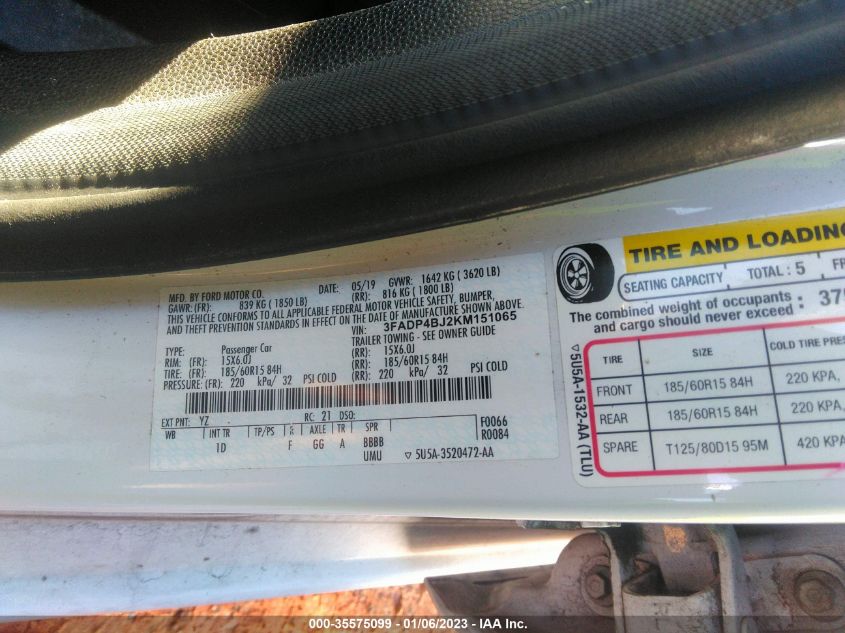 MFD. BY FORD MOTOR CO.
DATE: 05/19 GVWR: 1642 KG ( 3620 LB)
GAWR: (FR): 839 KG ( 1850 LB) (RR): 816 KG ( 1800 LB)
THIS VEHICLE CONFORMS TO ALL APPLICABLE FEDERAL MOTOR VEHICLE SAFETY, BUMPER,
AND THEFT PREVENTION STANDARDS IN EFFECT ON THE DATE OF MANUFACTURE SHOWN ABOVE.
VIN: 3FADP4BJ2KM151065
TRAILER TOWING - SEE OWNER GUIDE
TYPE: Passenger Car
RIM: (FR): 15X6.0J (RR): 15X6.0J
TIRE: (FR): 185/60R15 84H (RR): 185/60R15 84H
PRESSURE: (FR): 220 kPa/ 32 PSI COLD (RR): 220 kPa/ 32 PSI COLD
EXT PNT: YZ RC: 21 DSO: F0066
WB INT TR TP/PS R AXLE TR SPR R0084
1D F GG A BBBB
UMU ▽ 5U5A-3520472-AA
TIRE AND LOADING
SEATING CAPACITY TOTAL : 5
The combined weight of occupants
and cargo should never exceed :
TIRE SIZE COLD TIRE
FRONT 185/60R15 84H 220 KPA,
REAR 185/60R15 84H 220 KPA,
SPARE T125/80D15 95M 420 KPA,
▽ 5U5A-1532-AA (TLU)
000-35575099 - 01/06/2023 - IAA Inc.